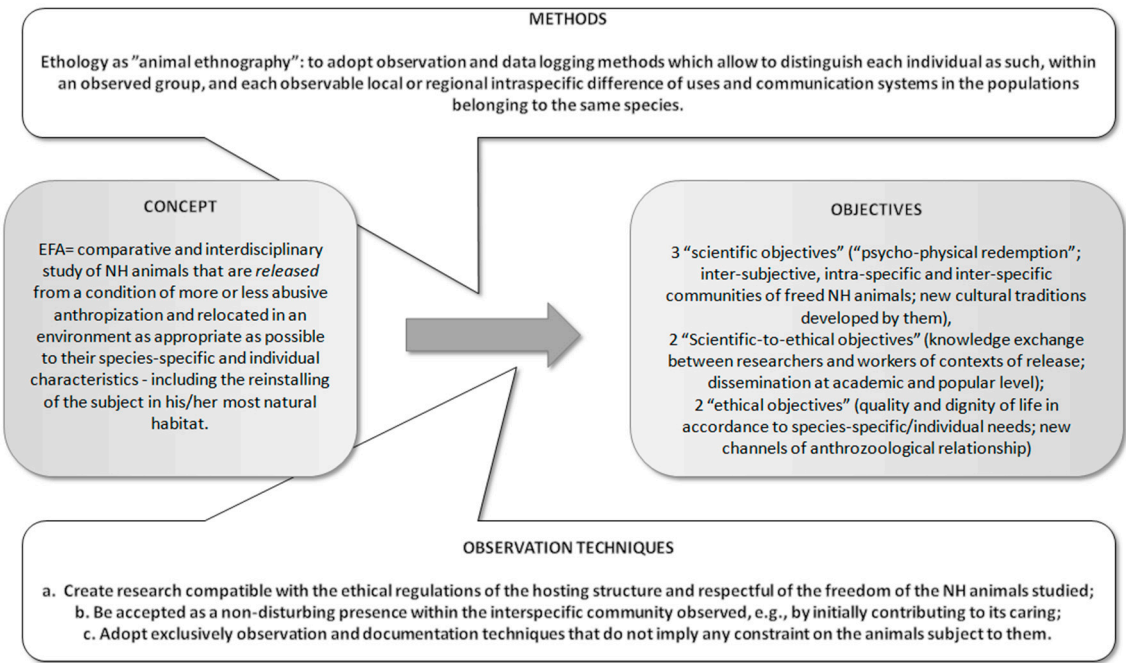 METHODS
Ethology as ”animal ethnography”: to adopt observation and data logging methods which allow to distinguish each individual as such, within
an observed group, and each observable local or regional intraspecific difference of uses and communication systems in the populations
belonging to the same species.
CONCEPT
EFA= comparative and interdisciplinary
study of NH animals that are released
from a condition of more or less abusive
anthropization and relocated in an
environment as appropriate as possible
to their species-specific and individual
characteristics - including the reinstalling
of the subject in his/her most natural
habitat.
OBJECTIVES
3 “scientific objectives” (“psycho-physical redemption”;
inter-subjective, intra-specific and inter-specific
communities of freed NH animals; new cultural traditions
developed by them),
2 “Scientific-to-ethical objectives” (knowledge exchange
between researchers and workers of contexts of release;
dissemination at academic and popular level);
2 “ethical objectives” (quality and dignity of life in
accordance to species-specific/individual needs; new
channels of anthrozoological relationship)
OBSERVATION TECHNIQUES
a. Create research compatible with the ethical regulations of the hosting structure and respectful of the freedom of the NH animals studied;
b. Be accepted as a non-disturbing presence within the interspecific community observed, e.g., by initially contributing to its caring;
c. Adopt exclusively observation and documentation techniques that do not imply any constraint on the animals subject to them.